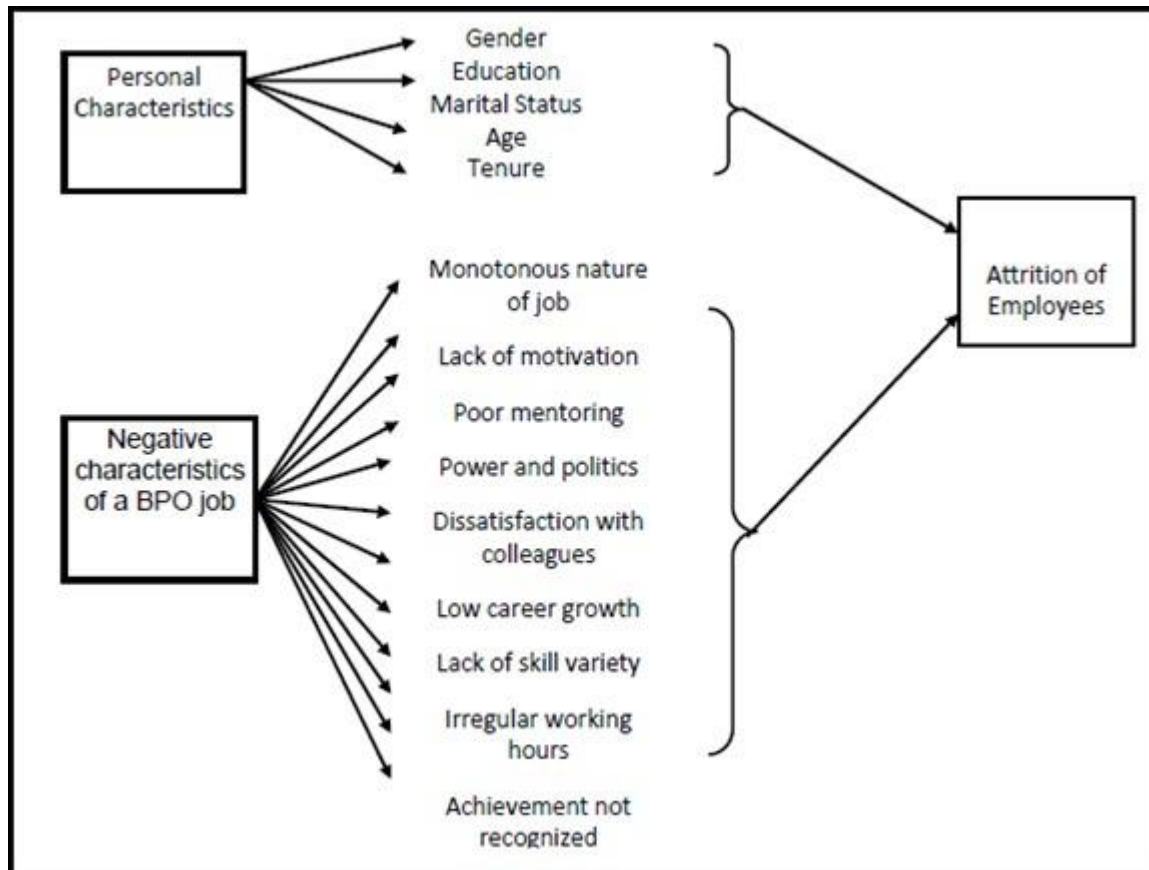 Personal
Characteristics
Gender
Education
Marital Status
Age
Tenure
Negative
characteristics
of a BPO job
Monotonous nature
of job
Lack of motivation
Poor mentoring
Power and politics
Dissatisfaction with
colleagues
Low career growth
Lack of skill variety
Irregular working
hours
Achievement not
recognized
Attrition of
Employees